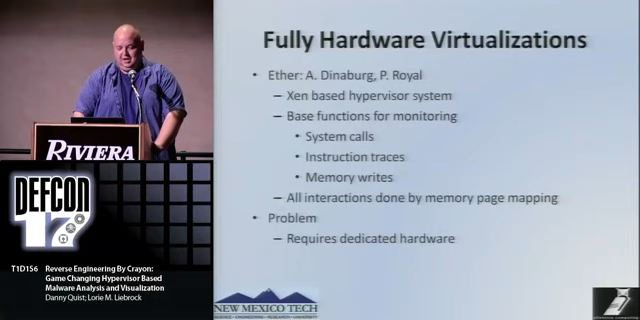 Fully Hardware Virtualizations
• Ether: A. Dinaburg, P. Royal
– Xen based hypervisor system
– Base functions for monitoring
• System calls
• Instruction traces
• Memory writes
– All interactions done by memory page mapping
• Problem
– Requires dedicated hardware
RIVIERA
DEFCON
17
T1D1S6 Reverse Engineering By Crayon:
Game Changing Hypervisor Based
Malware Analysis and Visualization
Danny Quist; Lorie M. Liebrock
NEW MEXICO TECH